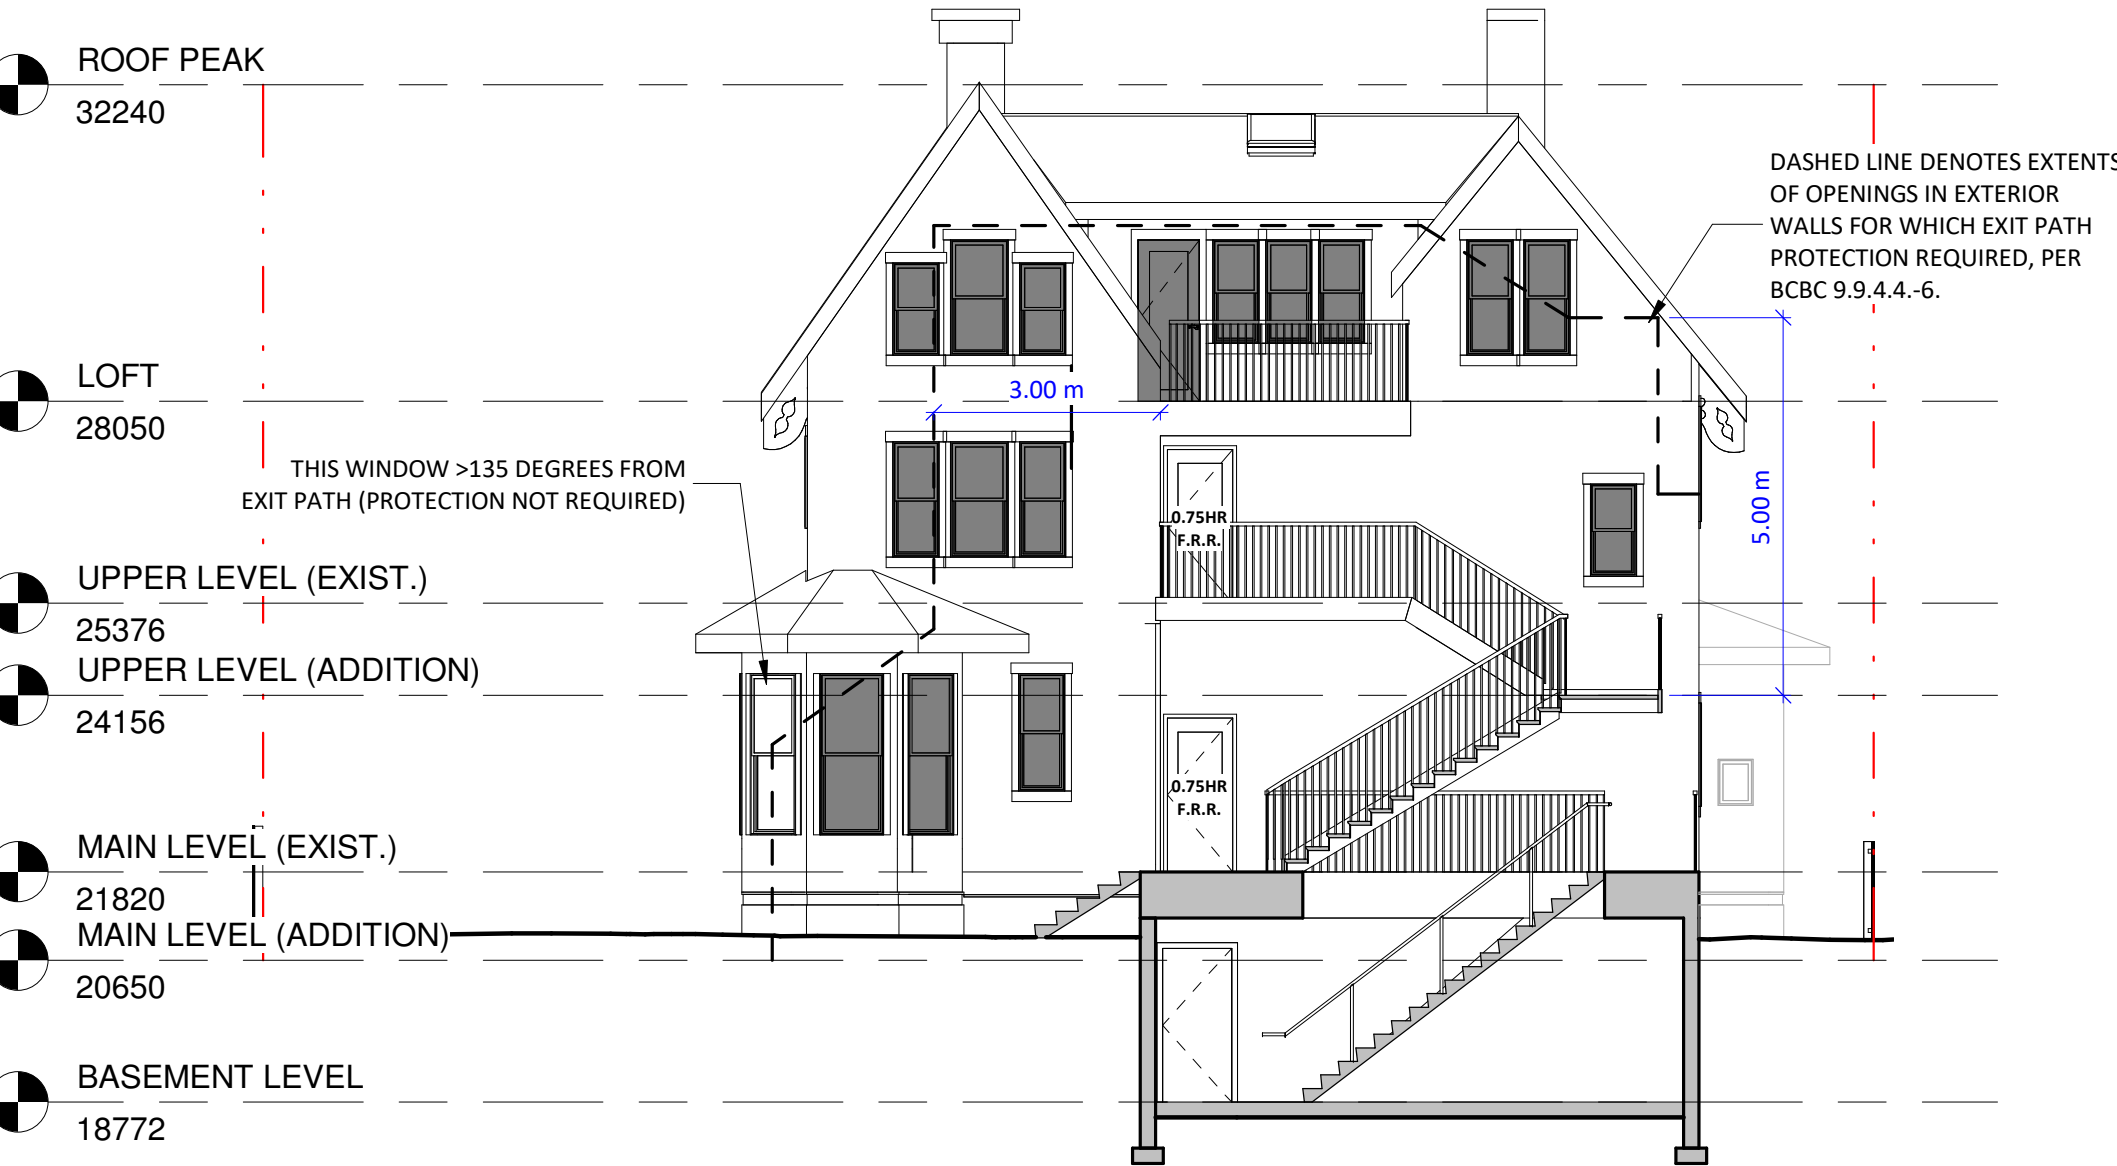 ROOF PEAK
32240
DASHED LINE DENOTES EXTENTS
OF OPENINGS IN EXTERIOR
WALLS FOR WHICH EXIT PATH
PROTECTION REQUIRED, PER
BCBC 9.9.4.4.-6.
LOFT
28050
3.00 m
THIS WINDOW >135 DEGREES FROM
EXIT PATH (PROTECTION NOT REQUIRED)
5.00 m
0.75HR
F.R.R.
UPPER LEVEL (EXIST.)
25376
UPPER LEVEL (ADDITION)
24156
0.75HR
F.R.R.
MAIN LEVEL (EXIST.)
21820
MAIN LEVEL (ADDITION)
20650
BASEMENT LEVEL
18772